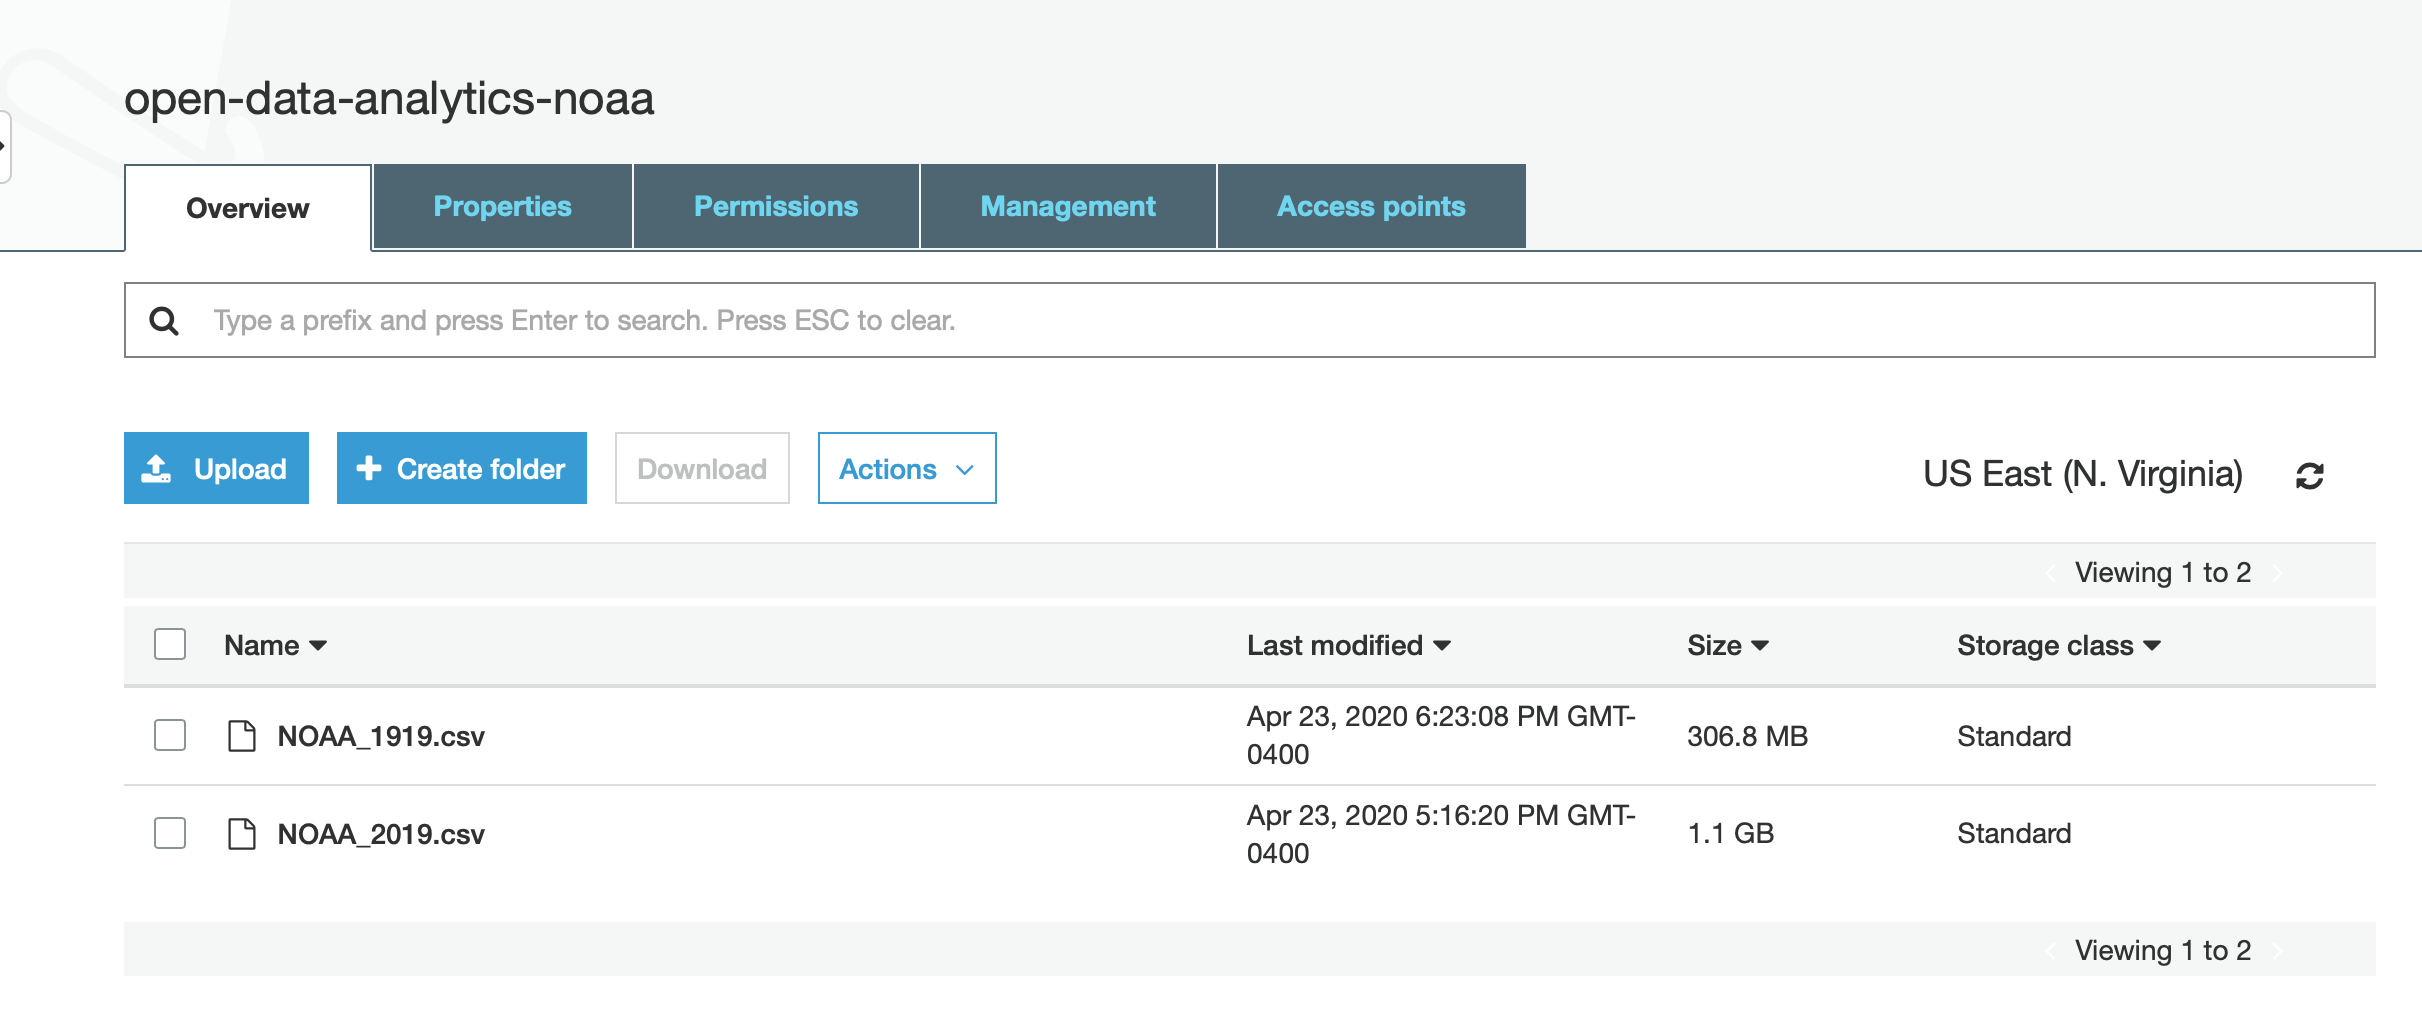 open-data-analytics-noaa
Overview Properties Permissions Management Access points
Type a prefix and press Enter to search. Press ESC to clear.
Upload Create folder Download Actions US East (N. Virginia)
Viewing 1 to 2
Name Last modified Size Storage class
NOAA_1919.csv Apr 23, 2020 6:23:08 PM GMT-
0400 306.8 MB Standard
NOAA_2019.csv Apr 23, 2020 5:16:20 PM GMT-
0400 1.1 GB Standard
Viewing 1 to 2